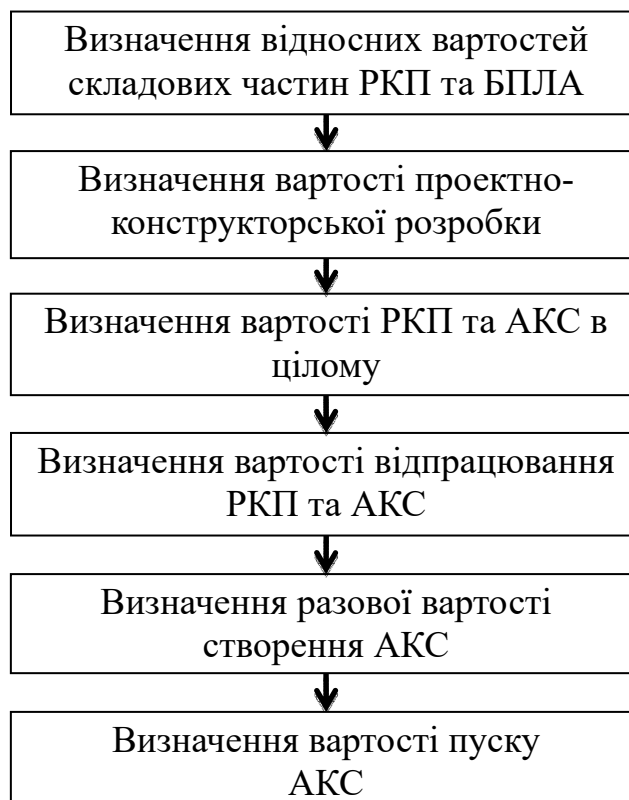 Визначення відносних вартостей
складових частин РКП та БПЛА
Визначення вартості проектно-
конструкторської розробки
Визначення вартості РКП та АКС в
цілому
Визначення вартості відпрацювання
РКП та АКС
Визначення разової вартості
створення АКС
Визначення вартості пуску
АКС